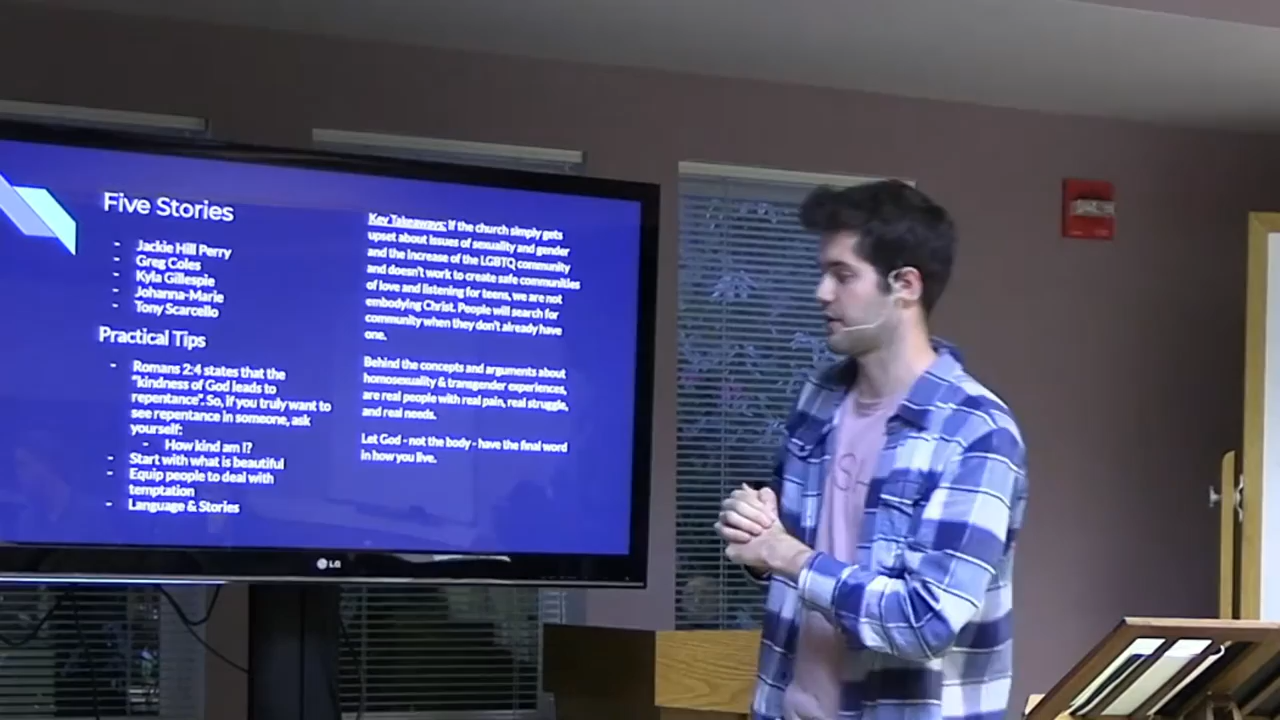 Five Stories
- Jackie Hill Perry
- Greg Coles
- Kyla Gillespie
- Johanna-Marie
- Tony Scarcello
Practical Tips
- Romans 2:4 states that the
"kindness of God leads to
repentance". So, if you truly want to
see repentance in someone, ask
yourself:
- How kind am I?
- Start with what is beautiful
- Equip people to deal with
temptation
- Language & Stories
Key Takeaways: If the church simply gets
upset about issues of sexuality and gender
and the increase of the LGBTQ community
and doesn't work to create safe communities
of love and listening for teens, we are not
embodying Christ. People will search for
community when they don't already have
one.
Behind the concepts and arguments about
homosexuality & transgender experiences,
are real people with real pain, real struggle,
and real needs.
Let God - not the body - have the final word
in how you live.
LG